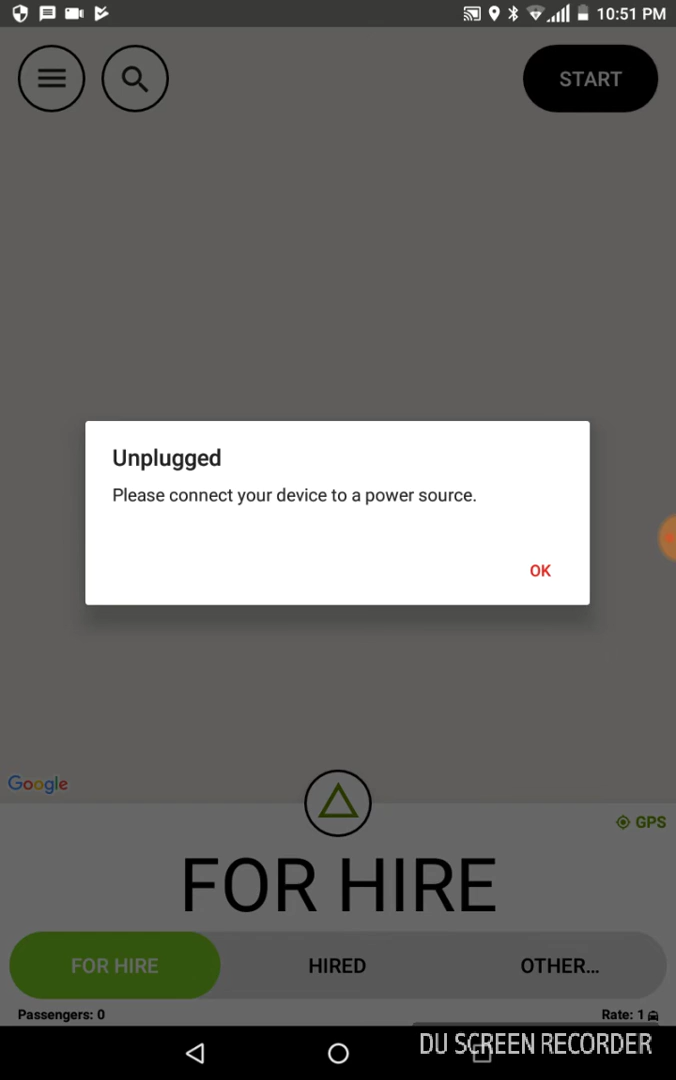 10:51 PM
START
Unplugged
Please connect your device to a power source.
OK
Google
GPS
FOR HIRE
FOR HIRE HIRED OTHER...
Passengers: 0 Rate: 1
DU SCREEN RECORDER